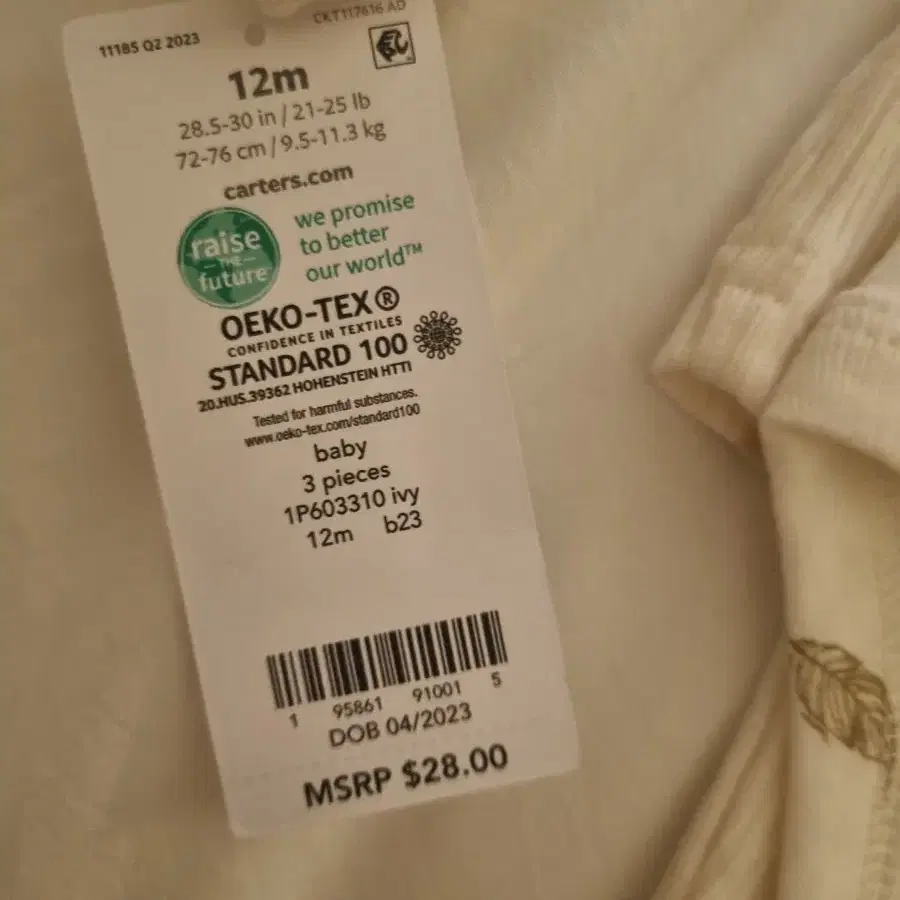 CKT117616 AD
11185 Q2 2023
12m
28.5-30 in / 21-25 lb
72-76 cm / 9.5-11.3 kg
carters.com
raise
THE
future
we promise
to better
our world™
OEKO-TEX®
CONFIDENCE IN TEXTILES
STANDARD 100
20.HUS.39362 HOHENSTEIN HTTI
Tested for harmful substances.
www.oeko-tex.com/standard100
baby
3 pieces
1P603310 ivy
12m b23
1 95861 91001 5
DOB 04/2023
MSRP $28.00